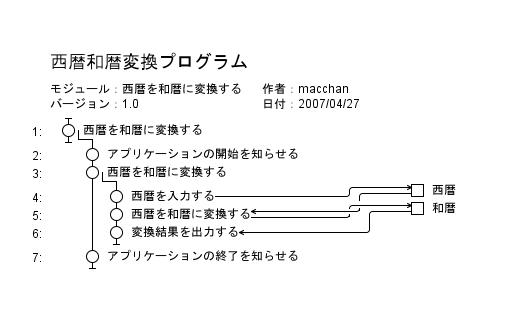 西暦和暦変換プログラム
モジュール：西暦を和暦に変換する 作者：macchan
バージョン：1.0 日付：2007/04/27
1: 西暦を和暦に変換する
2: アプリケーションの開始を知らせる
3: 西暦を和暦に変換する
4: 西暦を入力する 西暦
5: 西暦を和暦に変換する 和暦
6: 変換結果を出力する
7: アプリケーションの終了を知らせる